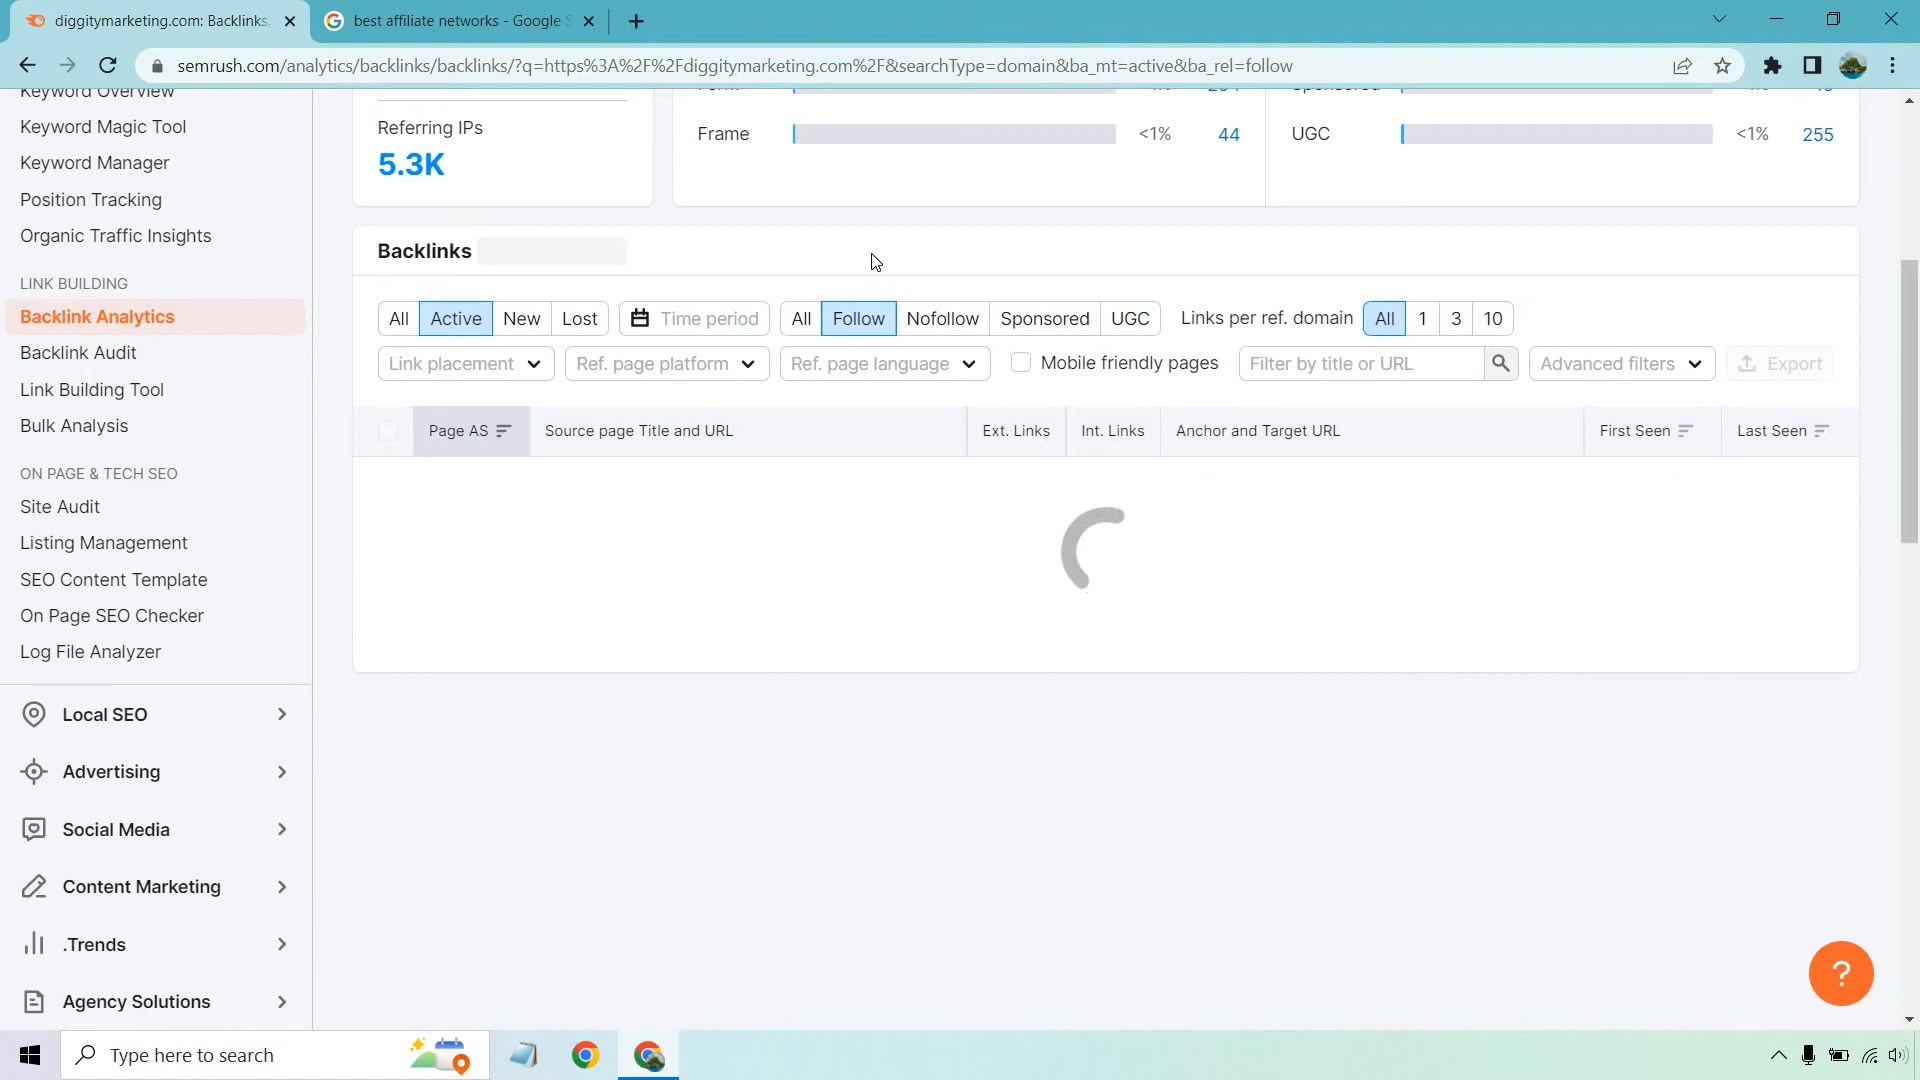 diggitymarketing.com: Backlinks,
best affiliate networks - Google S
semrush.com/analytics/backlinks/backlinks/?q=https%3A%2F%2Fdiggitymarketing.com%2F&searchType=domain&ba_mt=active&ba_rel=follow
Keyword Overview
Keyword Magic Tool
Keyword Manager
Position Tracking
Organic Traffic Insights
LINK BUILDING
Backlink Analytics
Backlink Audit
Link Building Tool
Bulk Analysis
ON PAGE & TECH SEO
Site Audit
Listing Management
SEO Content Template
On Page SEO Checker
Log File Analyzer
Local SEO
Advertising
Social Media
Content Marketing
.Trends
Agency Solutions
Referring IPs
5.3K
Frame <1% 44
Sponsored
UGC <1% 255
Backlinks
All Active New Lost Time period All Follow Nofollow Sponsored UGC Links per ref. domain All 1 3 10
Link placement Ref. page platform Ref. page language Mobile friendly pages Filter by title or URL Advanced filters Export
Page AS Source page Title and URL Ext. Links Int. Links Anchor and Target URL First Seen Last Seen
?
Type here to search